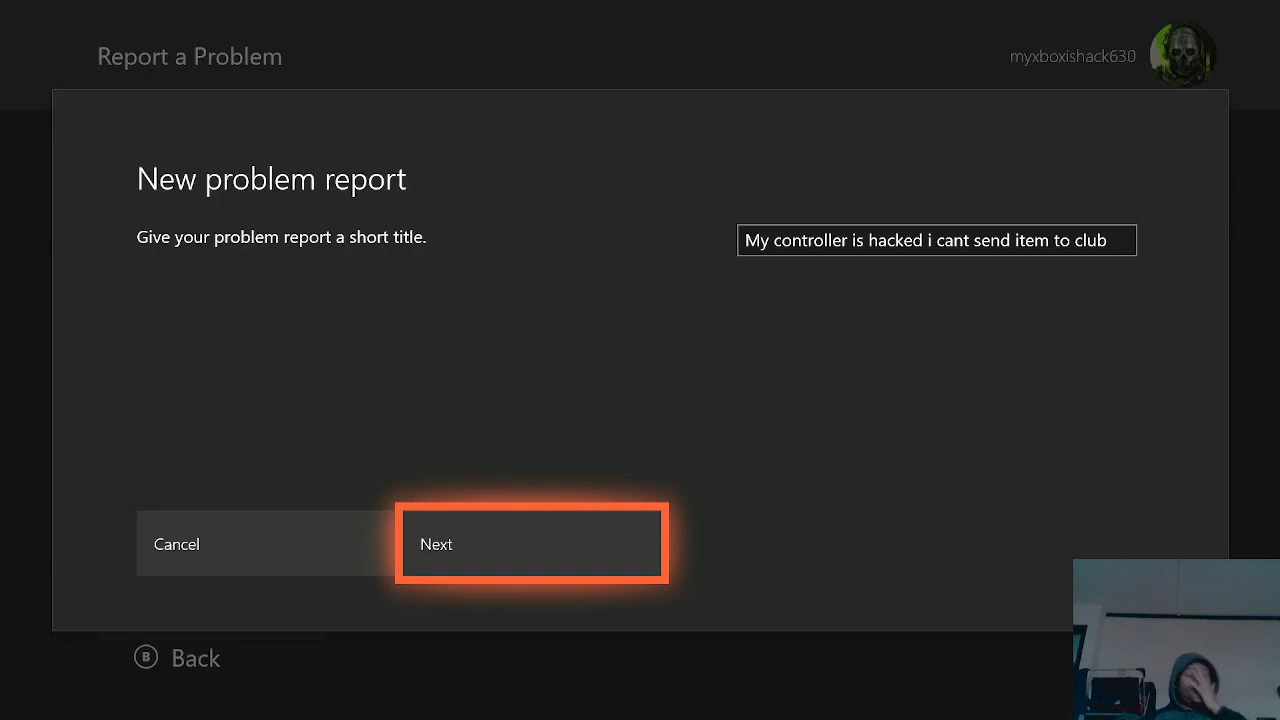 Report a Problem
myxboxishack630
New problem report
Give your problem report a short title.
My controller is hacked i cant send item to club
Cancel
Next
B Back